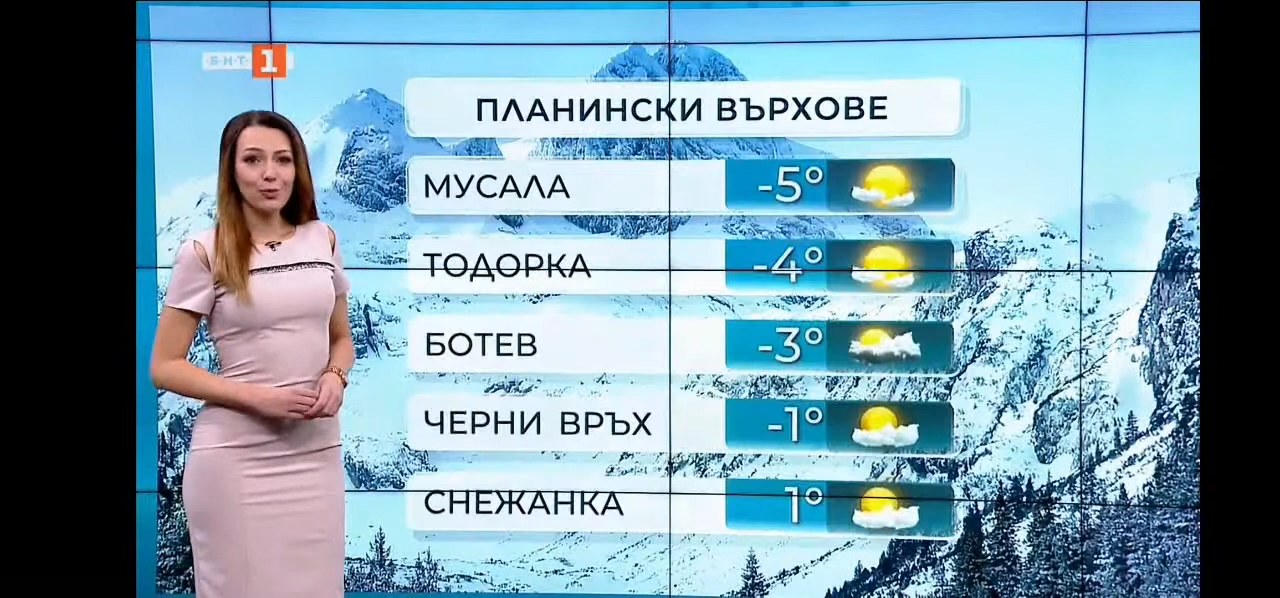 БНТ 1
ПЛАНИНСКИ ВЪРХОВЕ
МУСАЛА -5°
ТОДОРКА -4°
БОТЕВ -3°
ЧЕРНИ ВРЪХ -1°
СНЕЖАНКА 1°